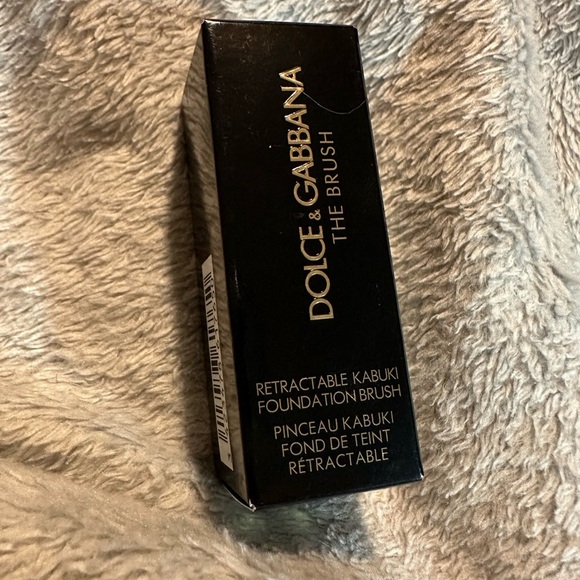 DOLCE & GABBANA
THE BRUSH
RETRACTABLE KABUKI
FOUNDATION BRUSH
PINCEAU KABUKI
FOND DE TEINT
RÉTRACTABLE